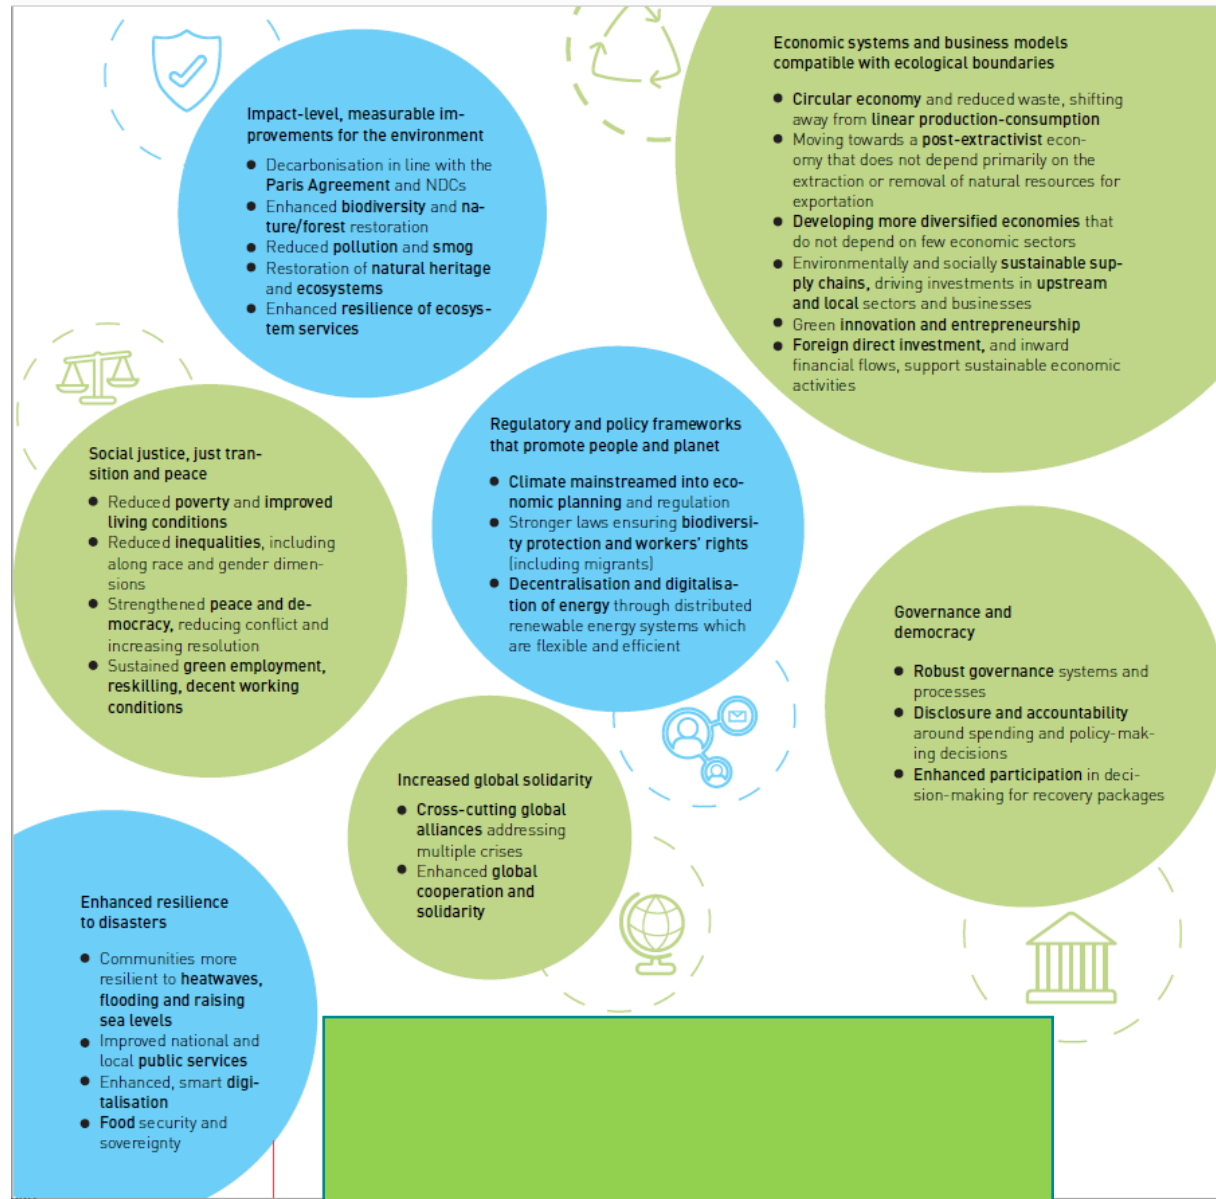 Impact-level, measurable im-
provements for the environment
● Decarbonisation in line with the
Paris Agreement and NDCs
● Enhanced biodiversity and na-
ture/forest restoration
● Reduced pollution and smog
● Restoration of natural heritage
and ecosystems
● Enhanced resilience of ecosys-
tem services
Economic systems and business models
compatible with ecological boundaries
● Circular economy and reduced waste, shifting
away from linear production-consumption
● Moving towards a post-extractivist econ-
omy that does not depend primarily on the
extraction or removal of natural resources for
exportation
● Developing more diversified economies that
do not depend on few economic sectors
● Environmentally and socially sustainable sup-
ply chains, driving investments in upstream
and local sectors and businesses
● Green innovation and entrepreneurship
● Foreign direct investment, and inward
financial flows, support sustainable economic
activities
Social justice, just tran-
sition and peace
● Reduced poverty and improved
living conditions
● Reduced inequalities, including
along race and gender dimen-
sions
● Strengthened peace and de-
mocracy, reducing conflict and
increasing resolution
● Sustained green employment,
reskilling, decent working
conditions
Regulatory and policy frameworks
that promote people and planet
● Climate mainstreamed into eco-
nomic planning and regulation
● Stronger laws ensuring biodiversi-
ty protection and workers' rights
(including migrants)
● Decentralisation and digitalisa-
tion of energy through distributed
renewable energy systems which
are flexible and efficient
Governance and
democracy
● Robust governance systems and
processes
● Disclosure and accountability
around spending and policy-mak-
ing decisions
● Enhanced participation in deci-
sion-making for recovery packages
Increased global solidarity
● Cross-cutting global
alliances addressing
multiple crises
● Enhanced global
cooperation and
solidarity
Enhanced resilience
to disasters
● Communities more
resilient to heatwaves,
flooding and raising
sea levels
● Improved national and
local public services
● Enhanced, smart digi-
talisation
● Food security and
sovereignty